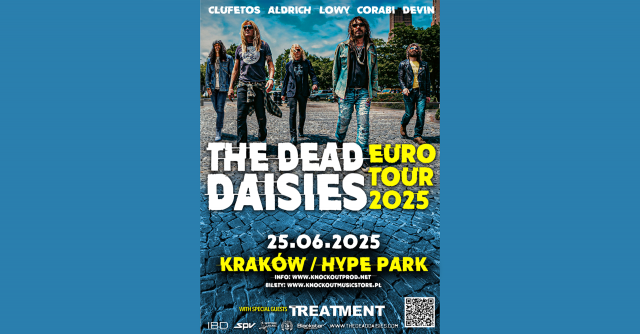 CLUFETOS ALDRICH LOWY CORABI DEVIN
THE DEAD DAISIES
EURO TOUR 2025
25.06.2025
KRAKÓW / HYPE PARK
INFO: WWW.KNOCKOUTPROD.NET
BILETY: WWW.KNOCKOUTMUSICSTORE.PL
WITH SPECIAL GUESTS TREATMENT
SPV Blackstar WWW.THEDEADDAISIES.COM